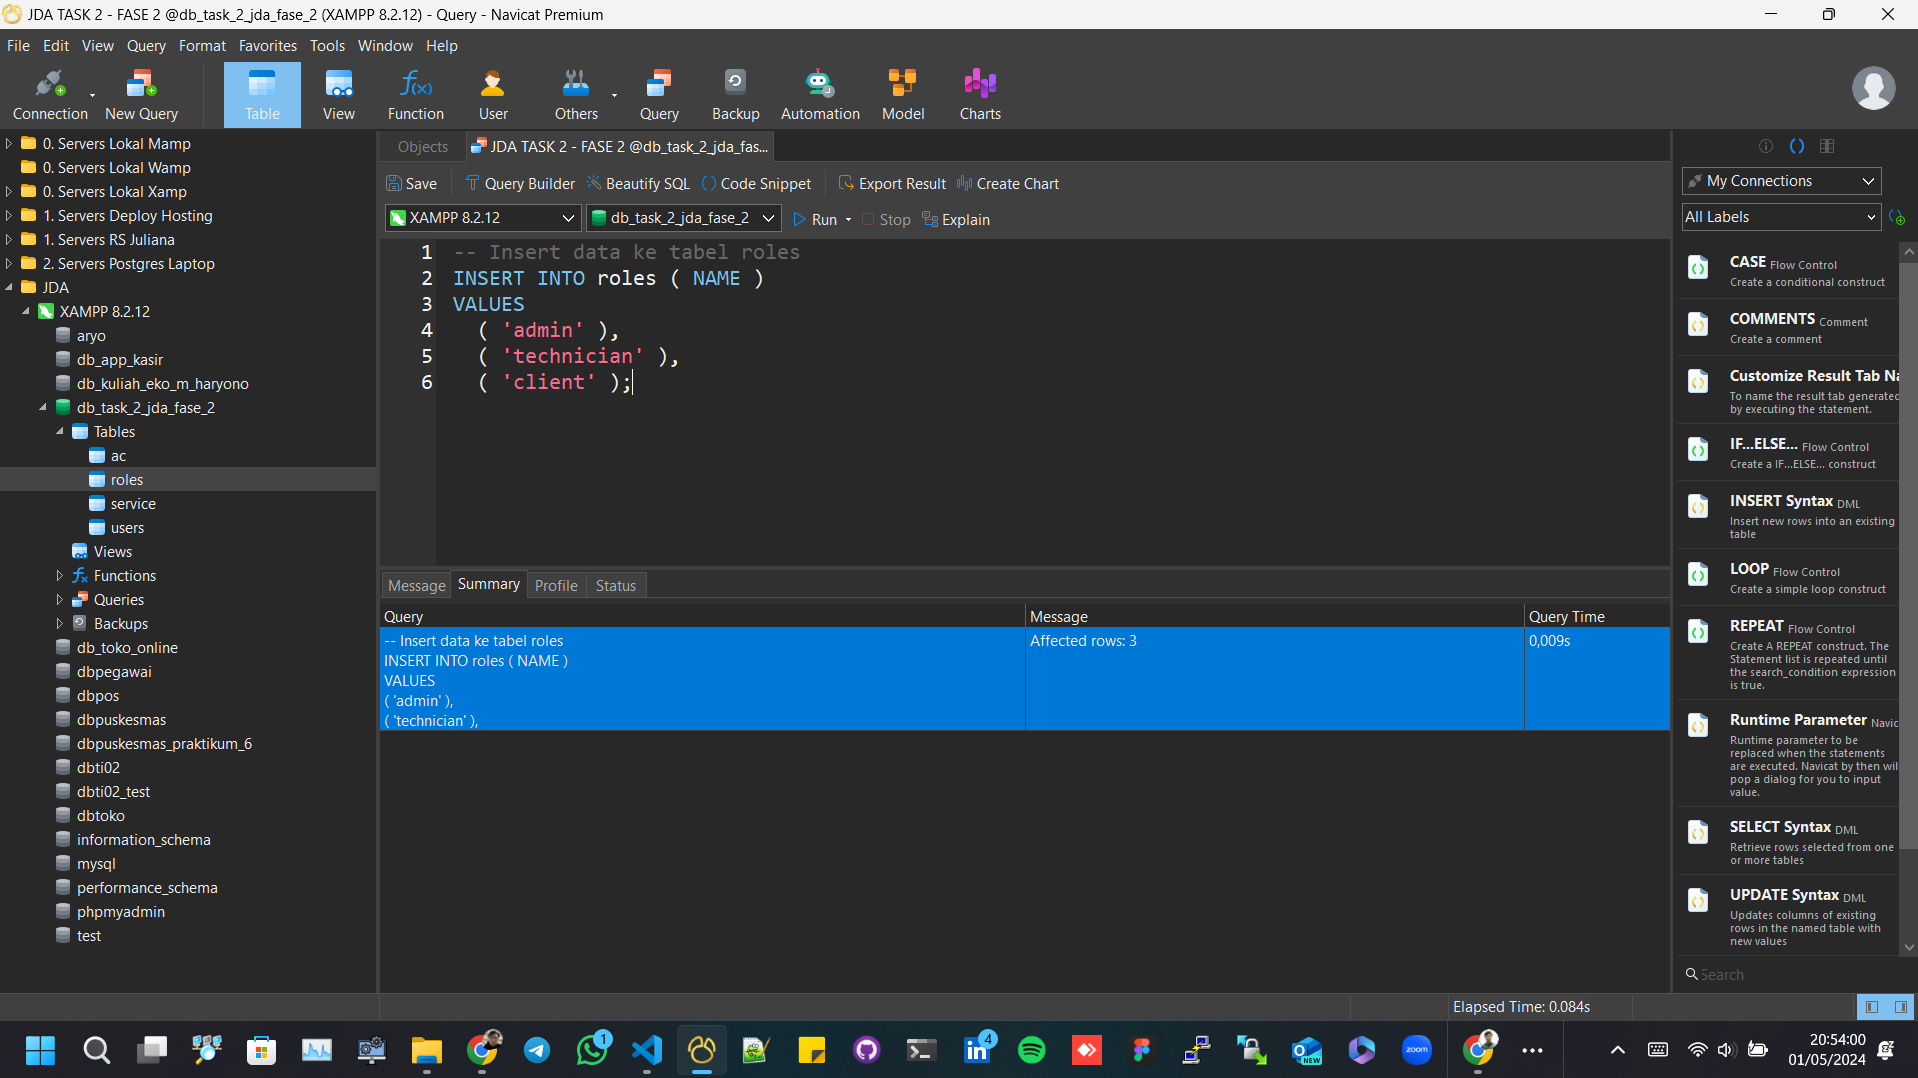 JDA TASK 2 - FASE 2 @db_task_2_jda_fase_2 (XAMPP 8.2.12) - Query - Navicat Premium
File Edit View Query Format Favorites Tools Window Help
Connection New Query Table View Function User Others Query Backup Automation Model Charts
0. Servers Lokal Mamp
0. Servers Lokal Wamp
0. Servers Lokal Xamp
1. Servers Deploy Hosting
1. Servers RS Juliana
2. Servers Postgres Laptop
JDA
XAMPP 8.2.12
aryo
db_app_kasir
db_kuliah_eko_m_haryono
db_task_2_jda_fase_2
Tables
ac
roles
service
users
Views
Functions
Queries
Backups
db_toko_online
dbpegawai
dbpos
dbpuskesmas
dbpuskesmas_praktikum_6
dbti02
dbti02_test
dbtoko
information_schema
mysql
performance_schema
phpmyadmin
test
Objects JDA TASK 2 - FASE 2 @db_task_2_jda_fas...
Save Query Builder Beautify SQL Code Snippet Export Result Create Chart
XAMPP 8.2.12 db_task_2_jda_fase_2 Run Stop Explain
1 -- Insert data ke tabel roles
2 INSERT INTO roles ( NAME )
3 VALUES
4 ( 'admin' ),
5 ( 'technician' ),
6 ( 'client' );
Message Summary Profile Status
Query Message Query Time
-- Insert data ke tabel roles Affected rows: 3 0,009s
INSERT INTO roles ( NAME )
VALUES
( 'admin' ),
( 'technician' ),
My Connections
All Labels
CASE Flow Control
Create a conditional construct
COMMENTS Comment
Create a comment
Customize Result Tab Na
To name the result tab generated
by executing the statement.
IF...ELSE... Flow Control
Create a IF...ELSE... construct
INSERT Syntax DML
Insert new rows into an existing
table
LOOP Flow Control
Create a simple loop construct
REPEAT Flow Control
Create A REPEAT construct. The
Statement list is repeated until
the search_condition expression
is true.
Runtime Parameter Navic
Runtime parameter to be
replaced when the statements
are executed. Navicat by then wil
pop a dialog for you to input
value.
SELECT Syntax DML
Retrieve rows selected from one
or more tables
UPDATE Syntax DML
Updates columns of existing
rows in the named table with
new values
Search
Elapsed Time: 0.084s
1
4
NEW
zoom
20:54:00
01/05/2024